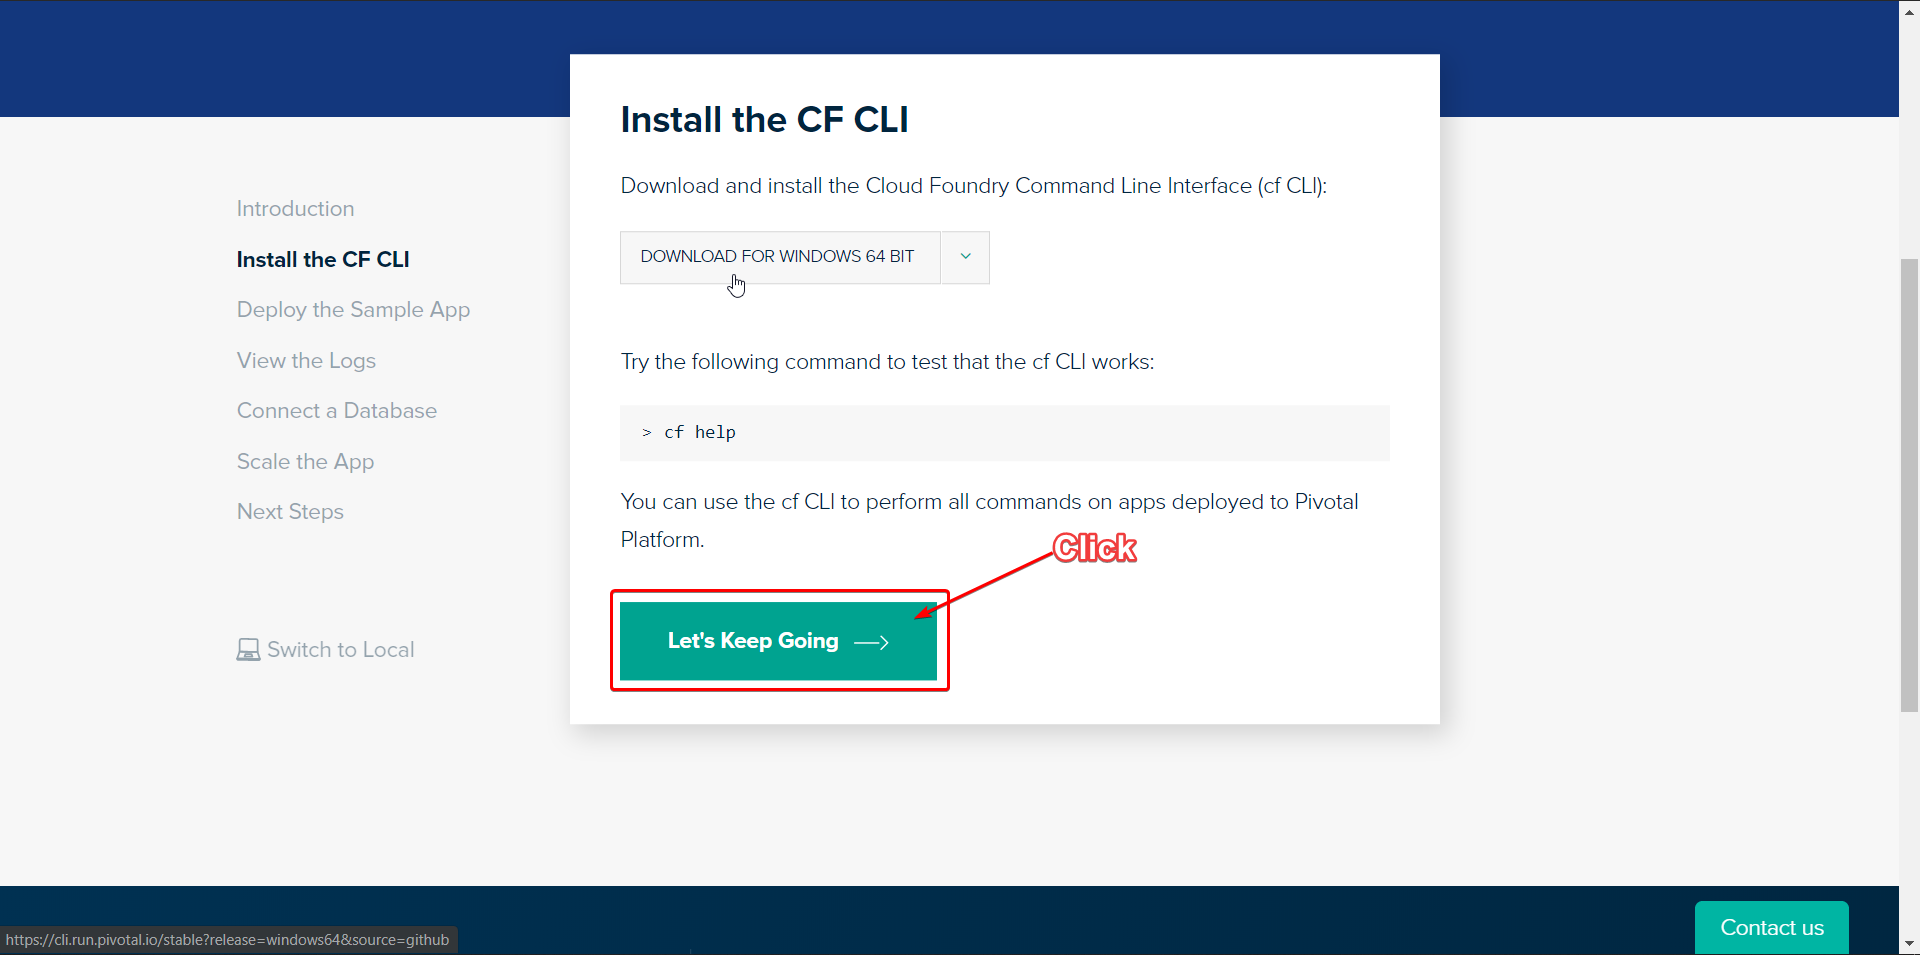 Install the CF CLI
Download and install the Cloud Foundry Command Line Interface (cf CLI):
DOWNLOAD FOR WINDOWS 64 BIT
Try the following command to test that the cf CLI works:
> cf help
You can use the cf CLI to perform all commands on apps deployed to Pivotal
Platform.
Click
Let's Keep Going
Introduction
Install the CF CLI
Deploy the Sample App
View the Logs
Connect a Database
Scale the App
Next Steps
Switch to Local
Contact us
https://cli.run.pivotal.io/stable?release=windows64&source=github